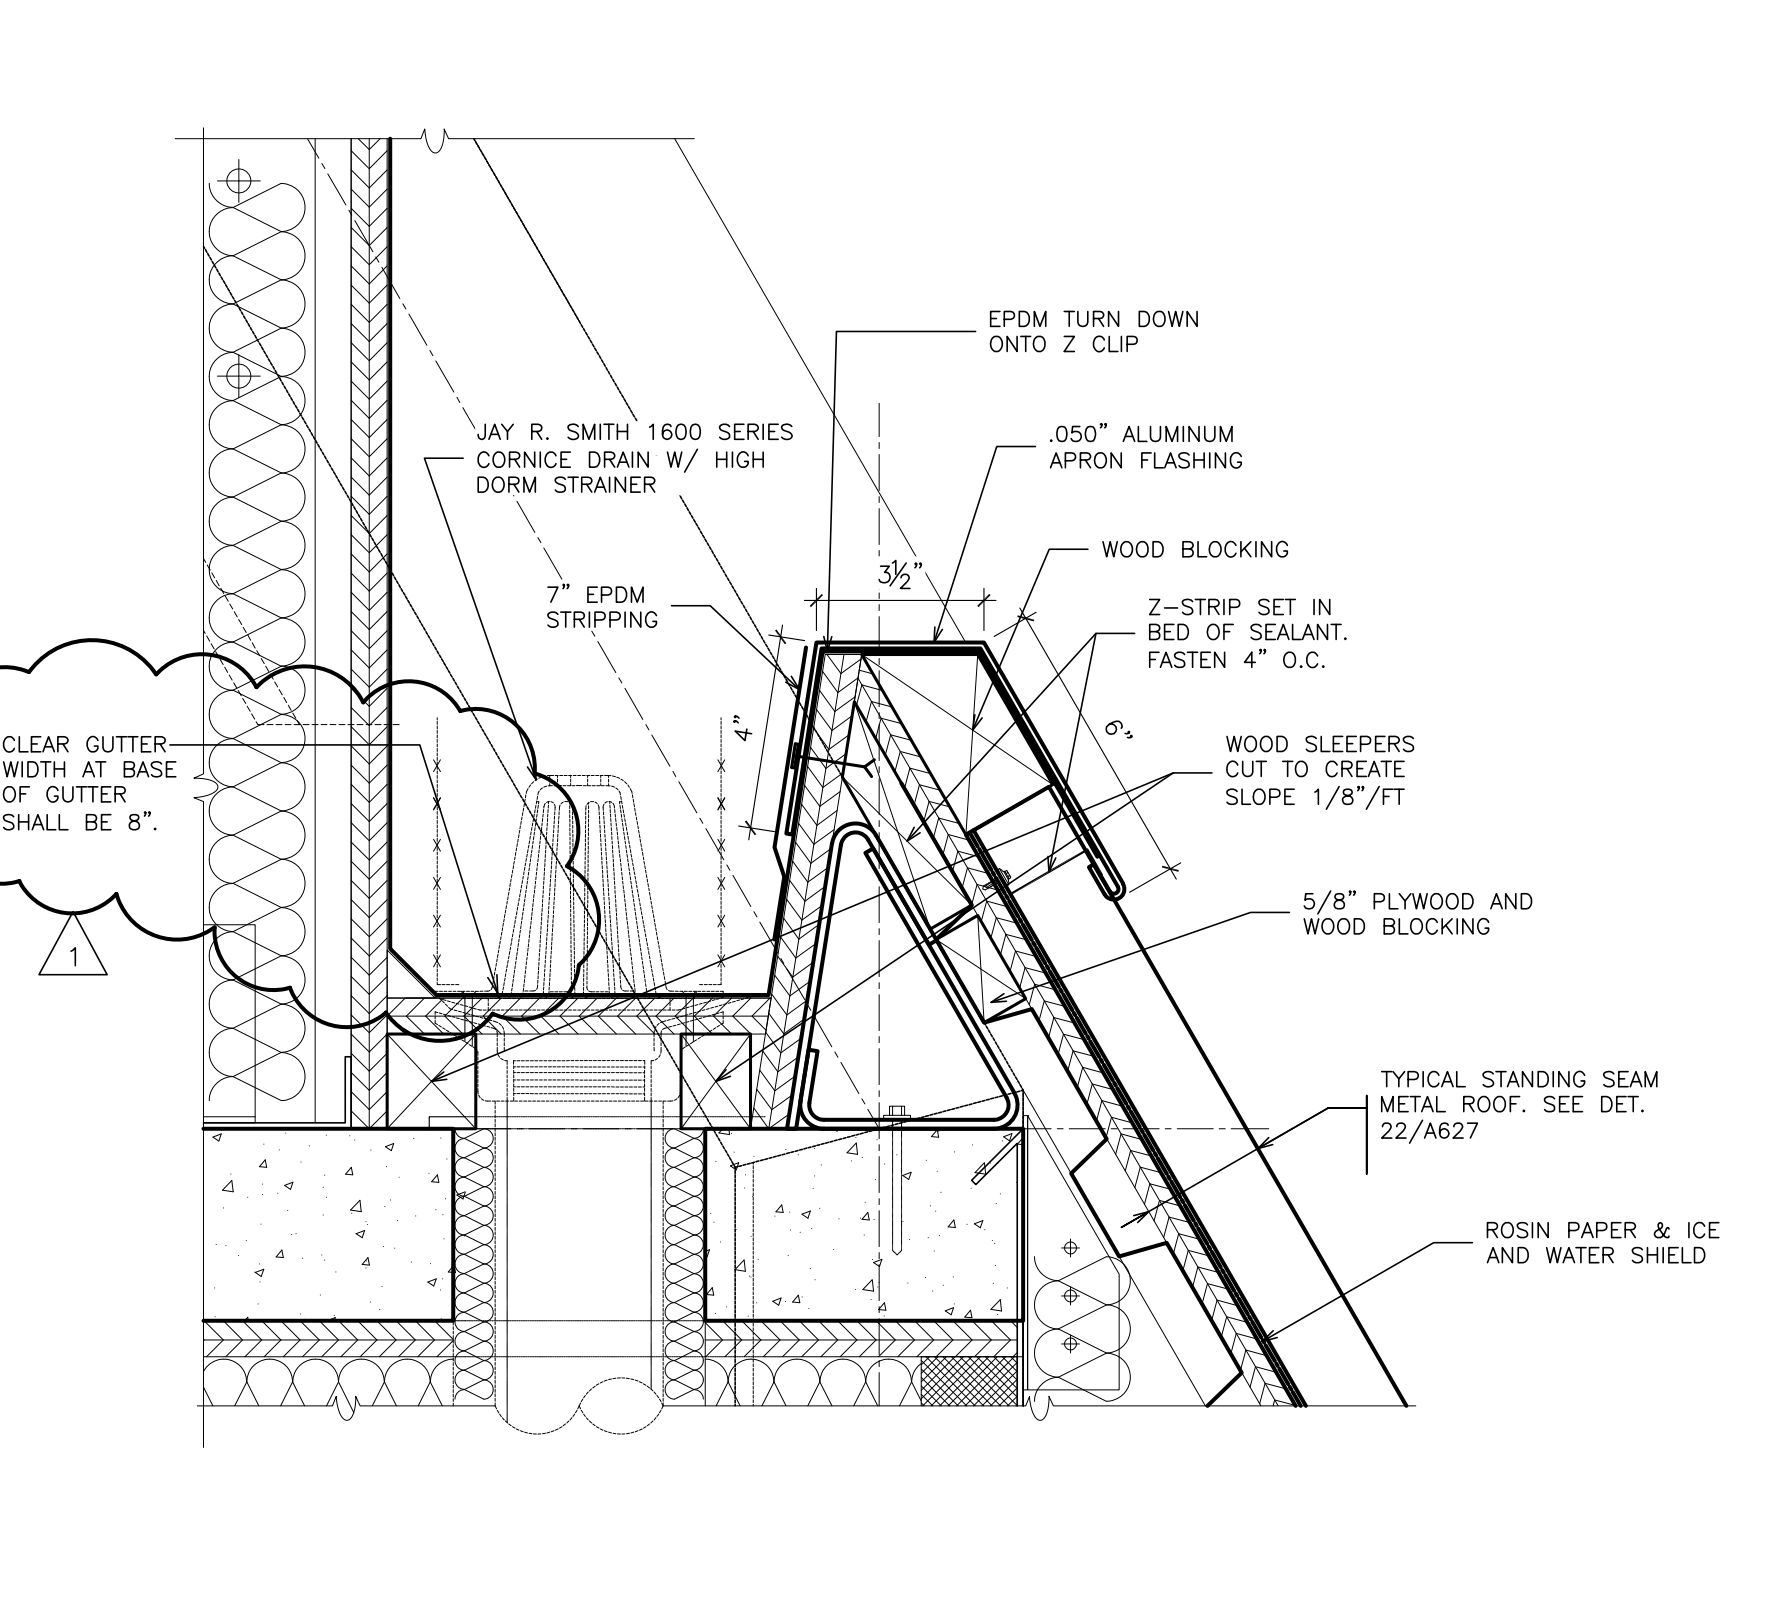 EPDM TURN DOWN
ONTO Z CLIP
JAY R. SMITH 1600 SERIES
CORNICE DRAIN W/ HIGH
DORM STRAINER
.050” ALUMINUM
APRON FLASHING
WOOD BLOCKING
3½”
7” EPDM
STRIPPING
Z-STRIP SET IN
BED OF SEALANT.
FASTEN 4” O.C.
4”
6”
CLEAR GUTTER
WIDTH AT BASE
OF GUTTER
SHALL BE 8”.
WOOD SLEEPERS
CUT TO CREATE
SLOPE 1/8”/FT
1
5/8” PLYWOOD AND
WOOD BLOCKING
TYPICAL STANDING SEAM
METAL ROOF. SEE DET.
22/A627
ROSIN PAPER & ICE
AND WATER SHIELD